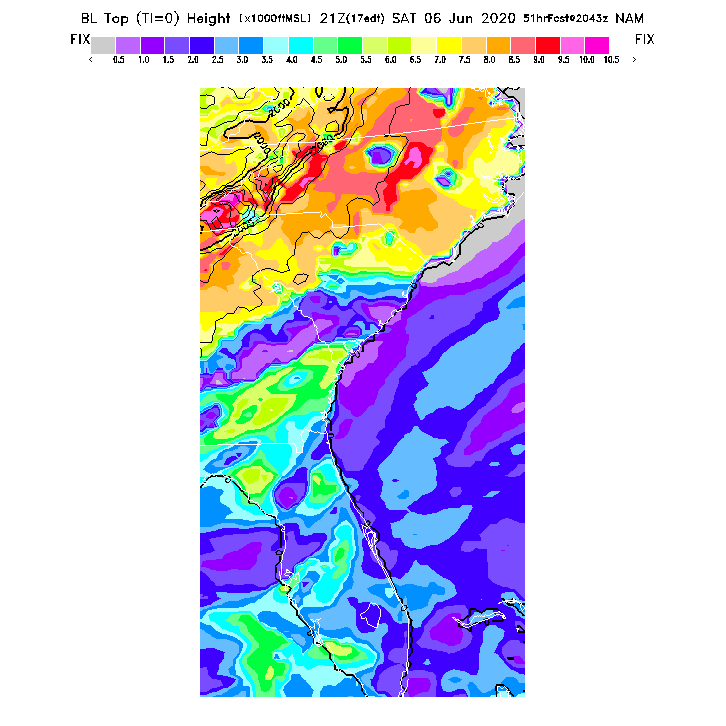 BL Top (TI=0) Height [x1000ftMSL] 21Z(17edt) SAT 06 Jun 2020 51hrFcst@2043z NAM
FIX FIX
< 0.5 1.0 1.5 2.0 2.5 3.0 3.5 4.0 4.5 5.0 5.5 6.0 6.5 7.0 7.5 8.0 8.5 9.0 9.5 10.0 10.5 >
2000
2000